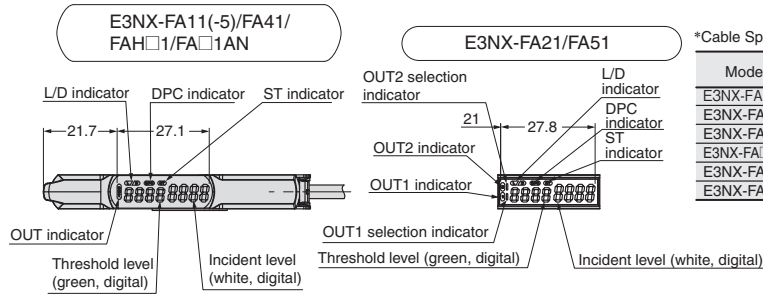 E3NX-FA11(-5)/FA41/
FAH□1/FA□1AN
L/D indicator
DPC indicator
ST indicator
21.7
27.1
OUT indicator
Threshold level
(green, digital)
Incident level
(white, digital)
E3NX-FA21/FA51
OUT2 selection
indicator
L/D
indicator
DPC
indicator
ST
indicator
21
27.8
OUT2 indicator
OUT1 indicator
OUT1 selection indicator
Threshold level (green, digital)
Incident level (white, digital)
*Cable Sp
Mode
E3NX-FA
E3NX-FA
E3NX-FA
E3NX-FA
E3NX-FA
E3NX-FA